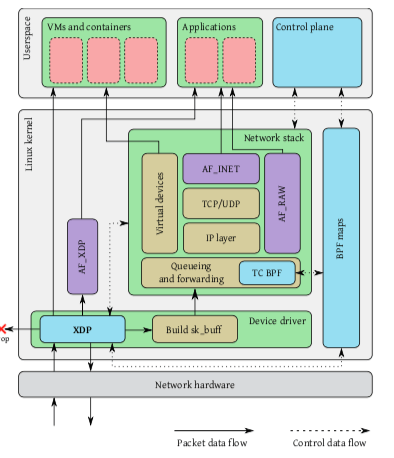 Userspace
VMs and containers
Applications
Control plane
Linux kernel
Network stack
Virtual devices
AF_INET
TCP/UDP
IP layer
AF_RAW
BPF maps
AF_XDP
Queueing
and forwarding
TC BPF
Device driver
XDP
Build sk_buff
op
Network hardware
Packet data flow
Control data flow